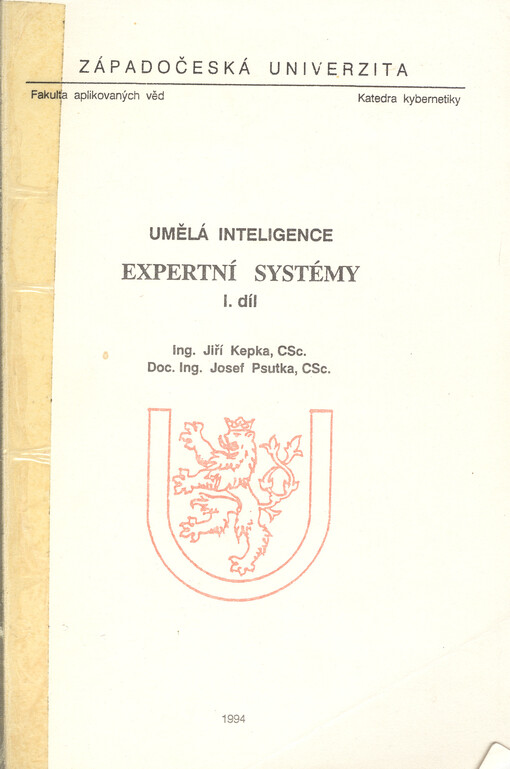 ZÁPADOČESKÁ UNIVERZITA
Fakulta aplikovaných věd Katedra kybernetiky
UMĚLÁ INTELIGENCE
EXPERTNÍ SYSTÉMY
I. díl
Ing. Jiří Kepka, CSc.
Doc. Ing. Josef Psutka, CSc.
1994